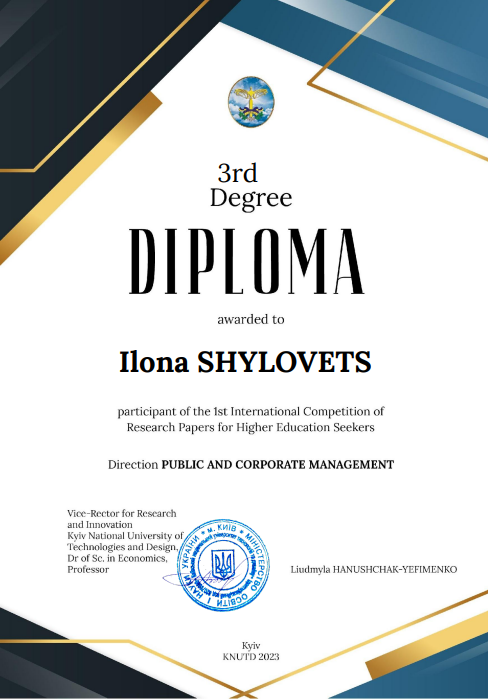 3rd
Degree
DIPLOMA
awarded to
Ilona SHYLOVETS
participant of the 1st International Competition of
Research Papers for Higher Education Seekers
Direction PUBLIC AND CORPORATE MANAGEMENT
Vice-Rector for Research
and Innovation
Kyiv National University of
Technologies and Design,
Dr of Sc. in Economics,
Professor
УКРАЇНИ * м. КИЇВ * МІНІСТЕРСТВО ОСВІТИ І НАУКИ
Liudmyla HANUSHCHAK-YEFIMENKO
Kyiv
KNUTD 2023